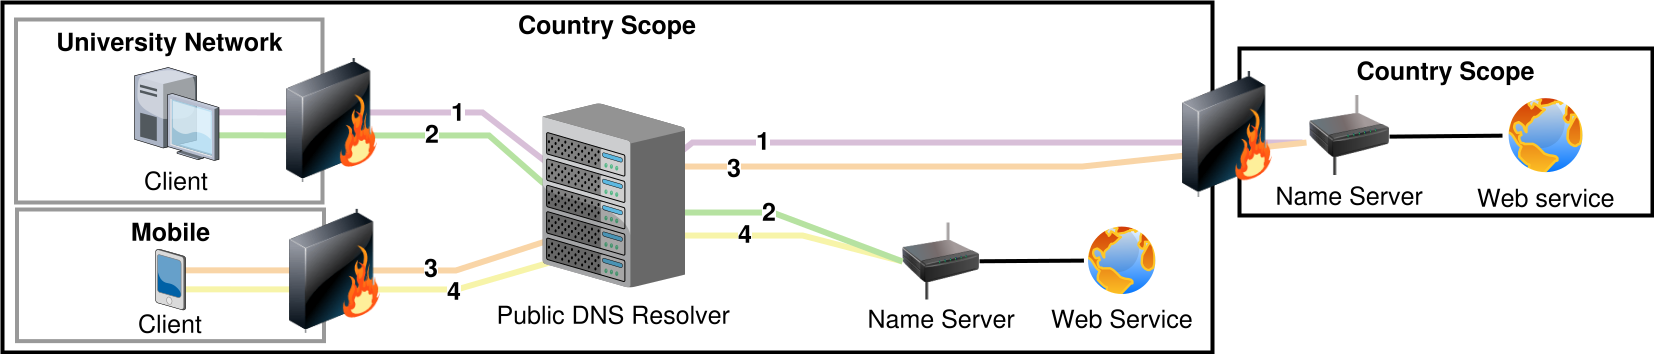 Country Scope
University Network
Client
1
2
Mobile
Client
3
4
Public DNS Resolver
1
3
2
4
Name Server
Web Service
Country Scope
Name Server
Web service